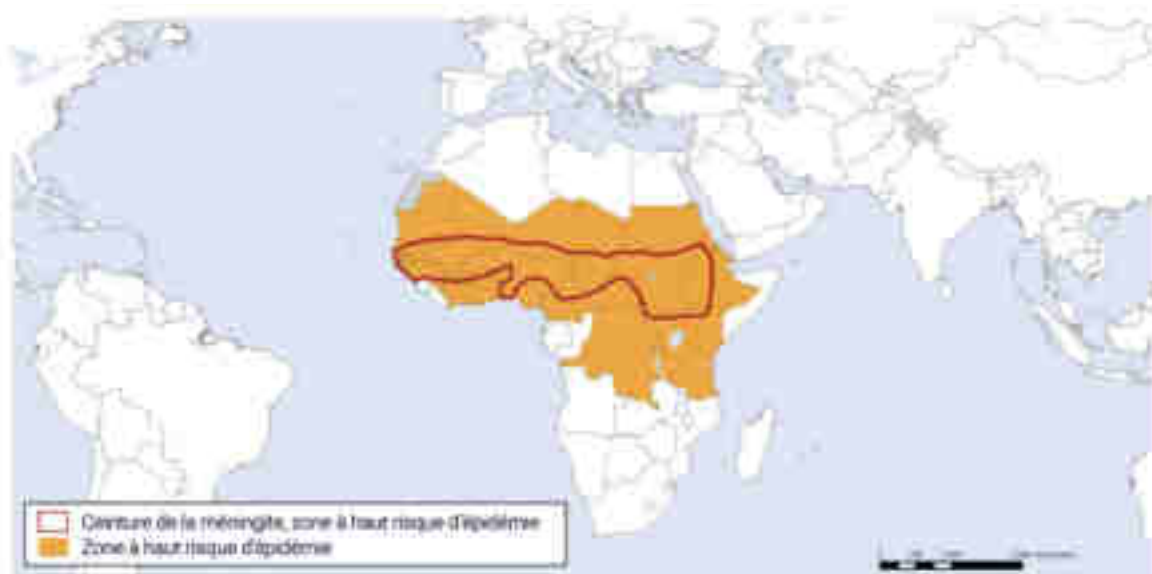 Ceinture de la méningite, zone à haut risque d'épidémie
Zone à haut risque d'épidémie